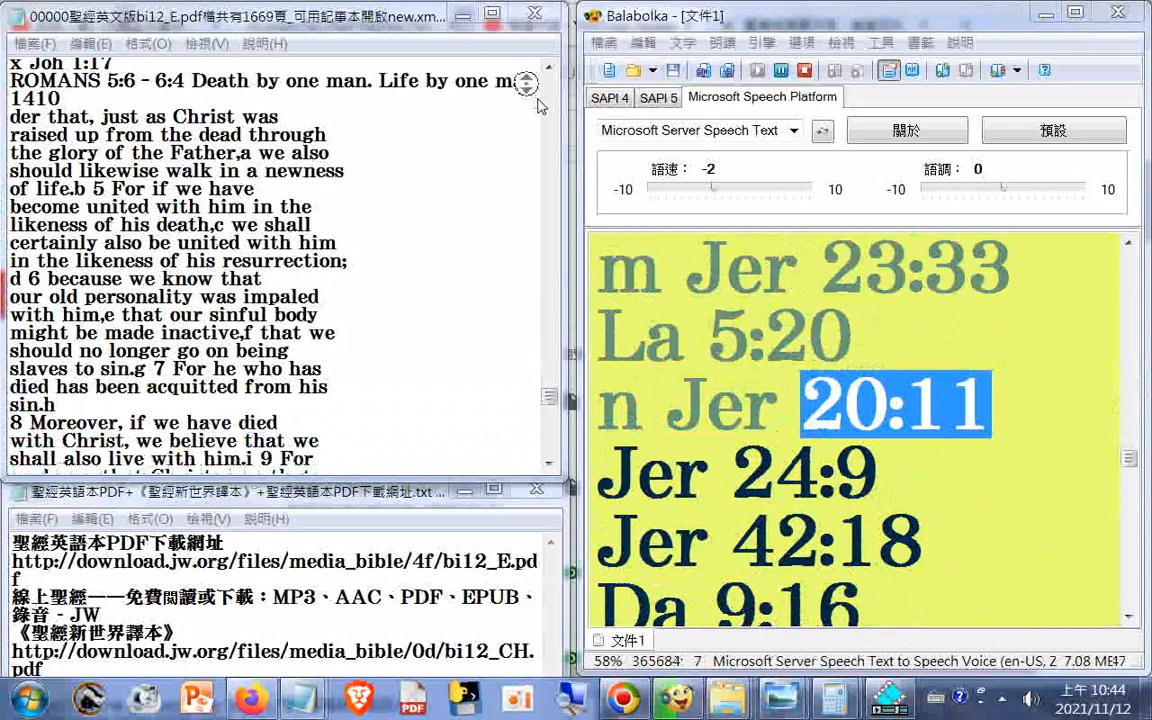 00000聖經英文版bi12_E.pdf檔共有1669頁_可用記事本開啟new.xm...
檔案(F) 編輯(E) 格式(O) 檢視(V) 說明(H)
x Joh 1:17
ROMANS 5:6 - 6:4 Death by one man. Life by one m
1410
der that, just as Christ was
raised up from the dead through
the glory of the Father,a we also
should likewise walk in a newness
of life.b 5 For if we have
become united with him in the
likeness of his death,c we shall
certainly also be united with him
in the likeness of his resurrection;
d 6 because we know that
our old personality was impaled
with him,e that our sinful body
might be made inactive,f that we
should no longer go on being
slaves to sin.g 7 For he who has
died has been acquitted from his
sin.h
8 Moreover, if we have died
with Christ, we believe that we
shall also live with him.i 9 For
聖經英語本PDF+《聖經新世界譯本》+聖經英語本PDF下載網址.txt ...
檔案(F) 編輯(E) 格式(O) 檢視(V) 說明(H)
聖經英語本PDF下載網址
http://download.jw.org/files/media_bible/4f/bi12_E.pd
f
線上聖經——免費閱讀或下載：MP3、AAC、PDF、EPUB、
錄音 - JW
《聖經新世界譯本》
http://download.jw.org/files/media_bible/0d/bi12_CH.
pdf
Balabolka - [文件1]
檔案 編輯 文字 朗讀 引擎 選項 檢視 工具 書籤 說明
SAPI 4 SAPI 5 Microsoft Speech Platform
Microsoft Server Speech Text 關於 預設
語速： -2 語調： 0
-10 10 -10 10
m Jer 23:33
La 5:20
n Jer 20:11
Jer 24:9
Jer 42:18
Da 9:16
文件1
58% 365684: 7 Microsoft Server Speech Text to Speech Voice (en-US, Z 7.08 MB
上午 10:44
2021/11/12